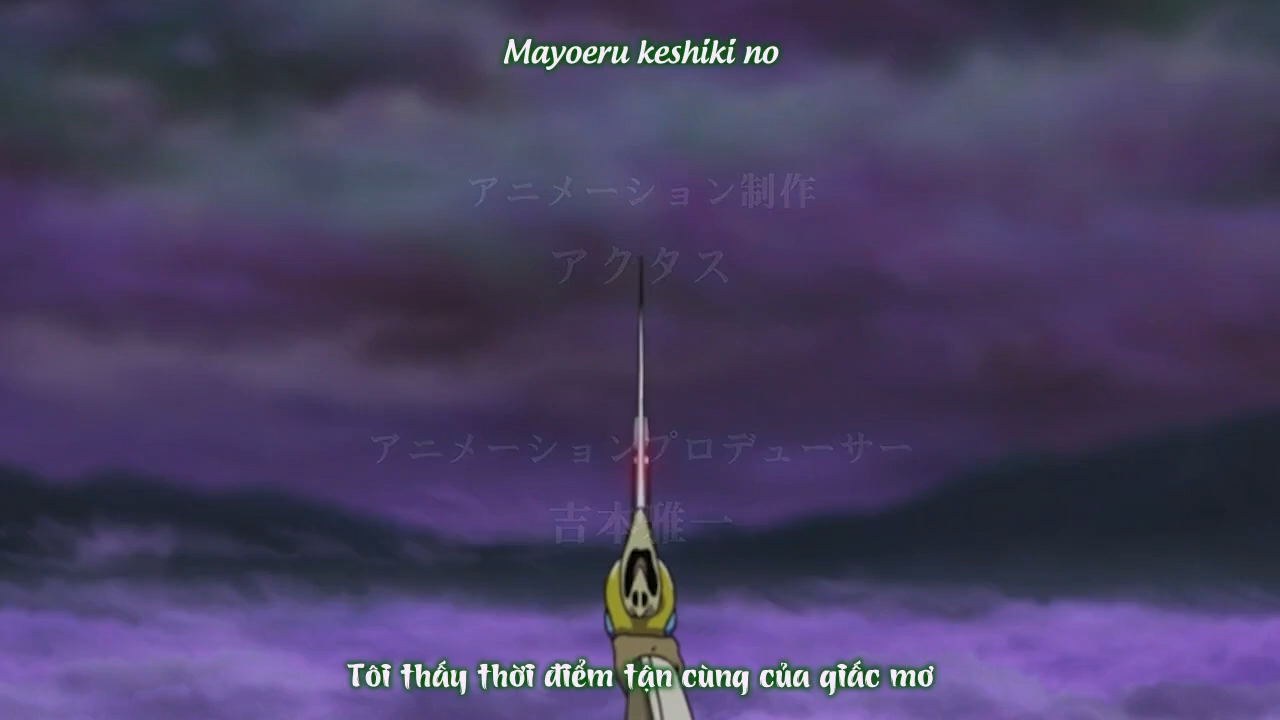 Mayoeru keshiki no
アニメーション制作
アクタス
アニメーションプロデューサー
吉本雅一
Tôi thấy thời điểm tận cùng của giấc mơ